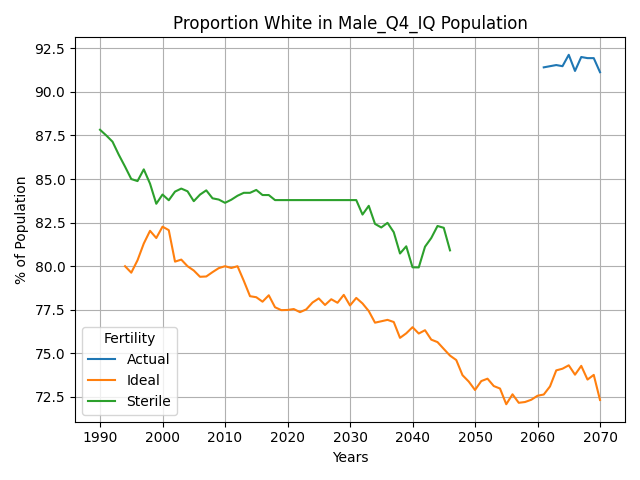 Proportion White in Male_Q4_IQ Population
% of Population
92.5
90.0
87.5
85.0
82.5
80.0
77.5
75.0
72.5
Fertility
Actual
Ideal
Sterile
1990 2000 2010 2020 2030 2040 2050 2060 2070
Years